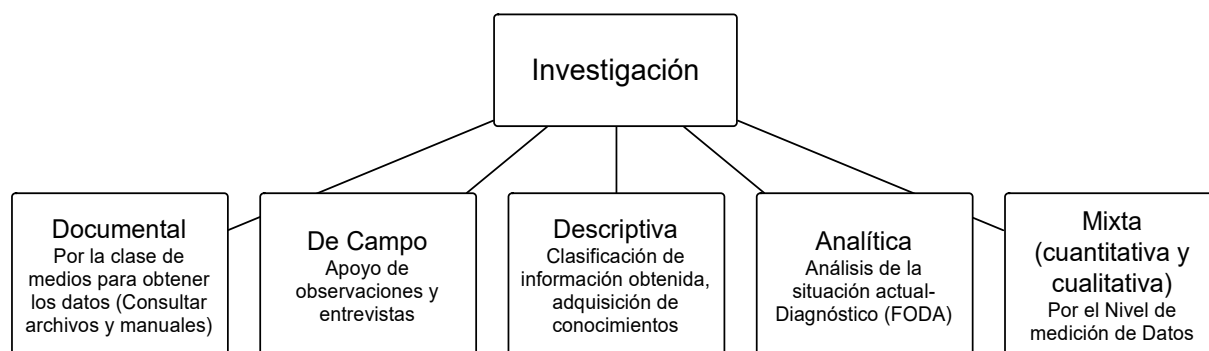 Investigación
Documental
Por la clase de
medios para obtener
los datos (Consultar
archivos y manuales)
De Campo
Apoyo de
observaciones y
entrevistas
Descriptiva
Clasificación de
información obtenida,
adquisición de
conocimientos
Analítica
Análisis de la
situación actual-
Diagnóstico (FODA)
Mixta
(cuantitativa y
cualitativa)
Por el Nivel de
medición de Datos